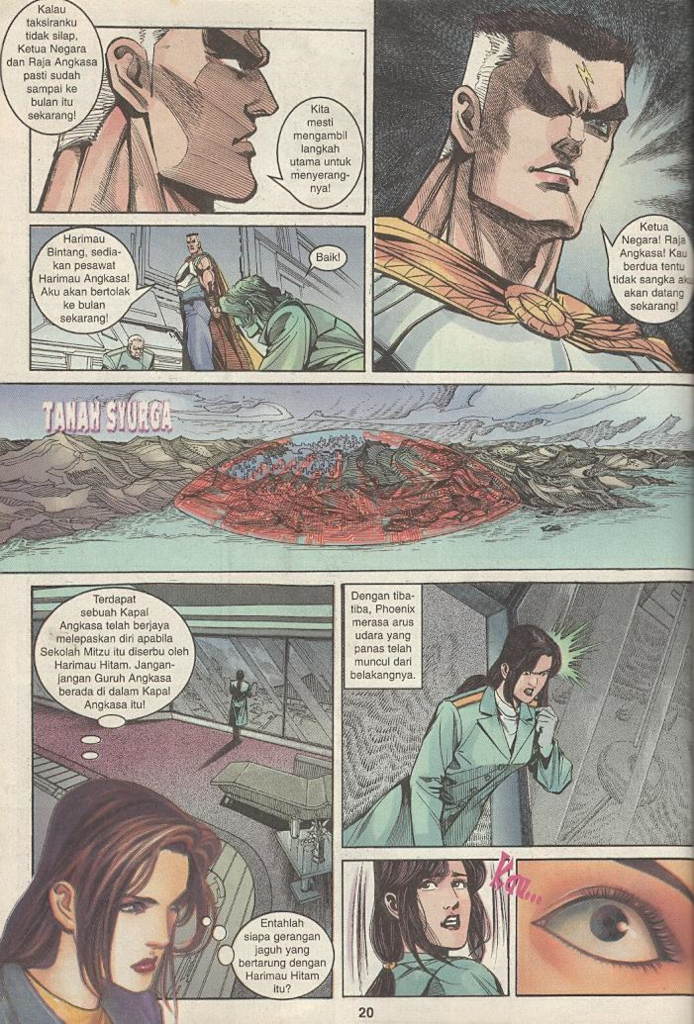 Kalau
taksiranku
tidak silap,
Ketua Negara
dan Raja Angkasa
pasti sudah
sampai ke
bulan itu
sekarang!
Kita
mesti
mengambil
langkah
utama untuk
menyerang-
nya!
Ketua
Negara! Raja
Angkasa! Kau
berdua tentu
tidak sangka aku
akan datang
sekarang!
Harimau
Bintang, sedia-
kan pesawat
Harimau Angkasa!
Aku akan bertolak
ke bulan
sekarang!
Baik!
TANAH SYURGA
Terdapat
sebuah Kapal
Angkasa telah berjaya
melepaskan diri apabila
Sekolah Mitzu itu diserbu oleh
Harimau Hitam. Jangan-
jangan Guruh Angkasa
berada di dalam Kapal
Angkasa itu!
Entahlah
siapa gerangan
jaguh yang
bertarung dengan
Harimau Hitam
itu?
Dengan tiba-
tiba, Phoenix
merasa arus
udara yang
panas telah
muncul dari
belakangnya.
Kau...
20